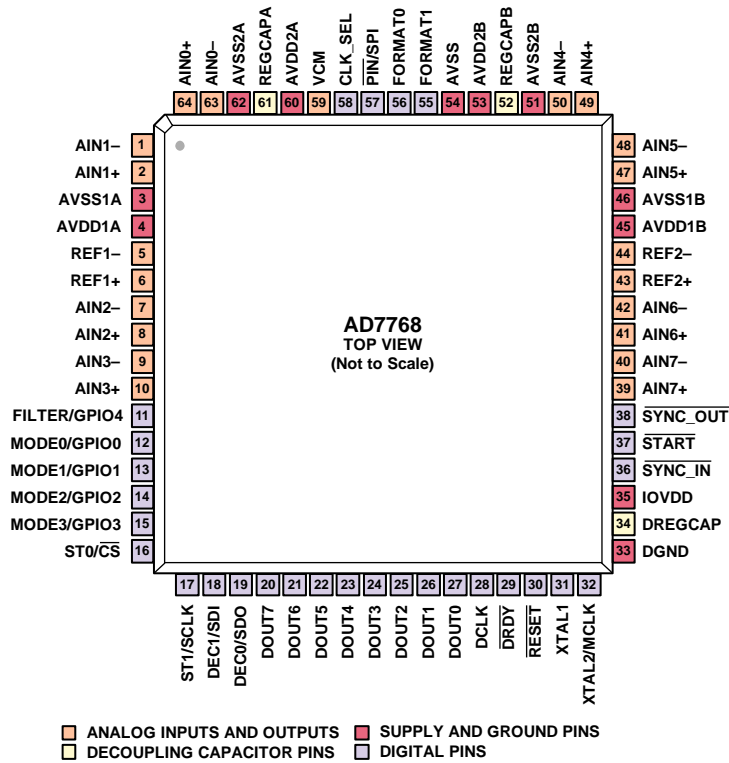 AIN0+
AIN0–
AVSS2A
REGCAPA
AVDD2A
VCM
CLK_SEL
PIN/SPI
FORMAT0
FORMAT1
AVSS
AVDD2B
REGCAPB
AVSS2B
AIN4–
AIN4+
64 63 62 61 60 59 58 57 56 55 54 53 52 51 50 49
AIN1– 1
AIN1+ 2
AVSS1A 3
AVDD1A 4
REF1– 5
REF1+ 6
AIN2– 7
AIN2+ 8
AIN3– 9
AIN3+ 10
FILTER/GPIO4 11
MODE0/GPIO0 12
MODE1/GPIO1 13
MODE2/GPIO2 14
MODE3/GPIO3 15
ST0/CS 16
AD7768
TOP VIEW
(Not to Scale)
48 AIN5–
47 AIN5+
46 AVSS1B
45 AVDD1B
44 REF2–
43 REF2+
42 AIN6–
41 AIN6+
40 AIN7–
39 AIN7+
38 SYNC_OUT
37 START
36 SYNC_IN
35 IOVDD
34 DREGCAP
33 DGND
17 18 19 20 21 22 23 24 25 26 27 28 29 30 31 32
ST1/SCLK
DEC1/SDI
DEC0/SDO
DOUT7
DOUT6
DOUT5
DOUT4
DOUT3
DOUT2
DOUT1
DOUT0
DCLK
DRDY
RESET
XTAL1
XTAL2/MCLK
ANALOG INPUTS AND OUTPUTS
SUPPLY AND GROUND PINS
DECOUPLING CAPACITOR PINS
DIGITAL PINS